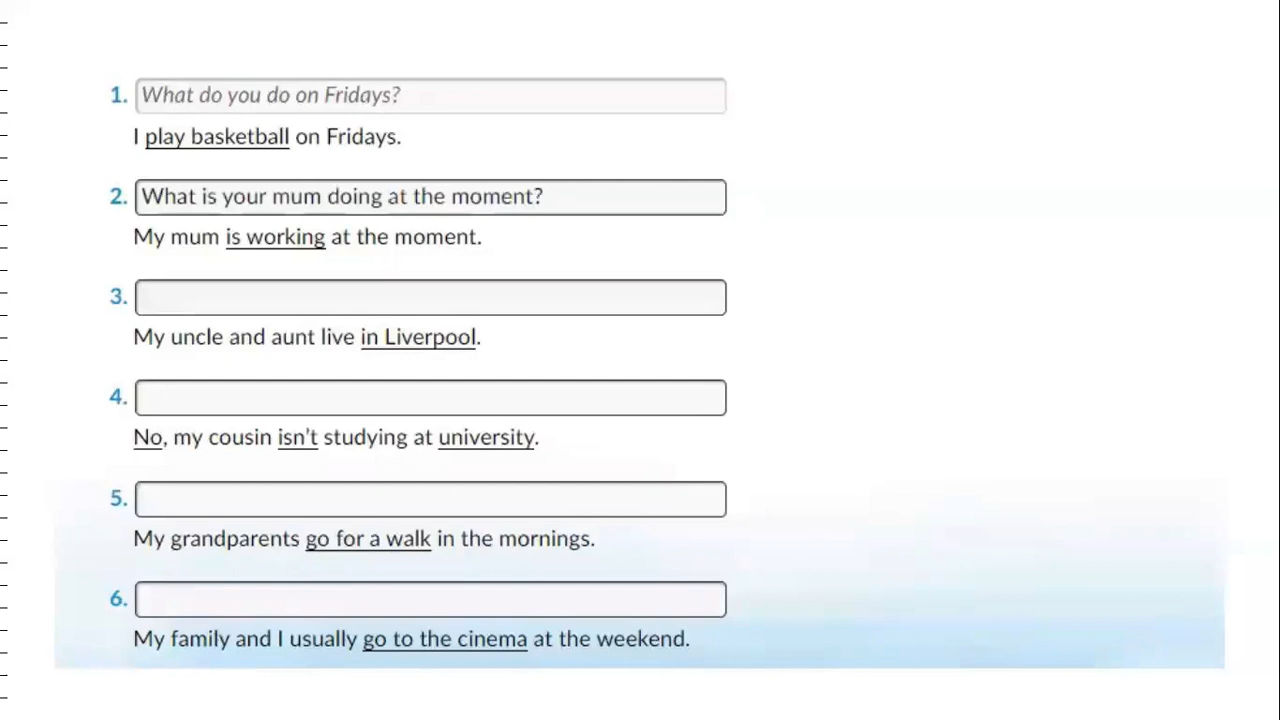 1. What do you do on Fridays?
I play basketball on Fridays.
2. What is your mum doing at the moment?
My mum is working at the moment.
3.
My uncle and aunt live in Liverpool.
4.
No, my cousin isn't studying at university.
5.
My grandparents go for a walk in the mornings.
6.
My family and I usually go to the cinema at the weekend.